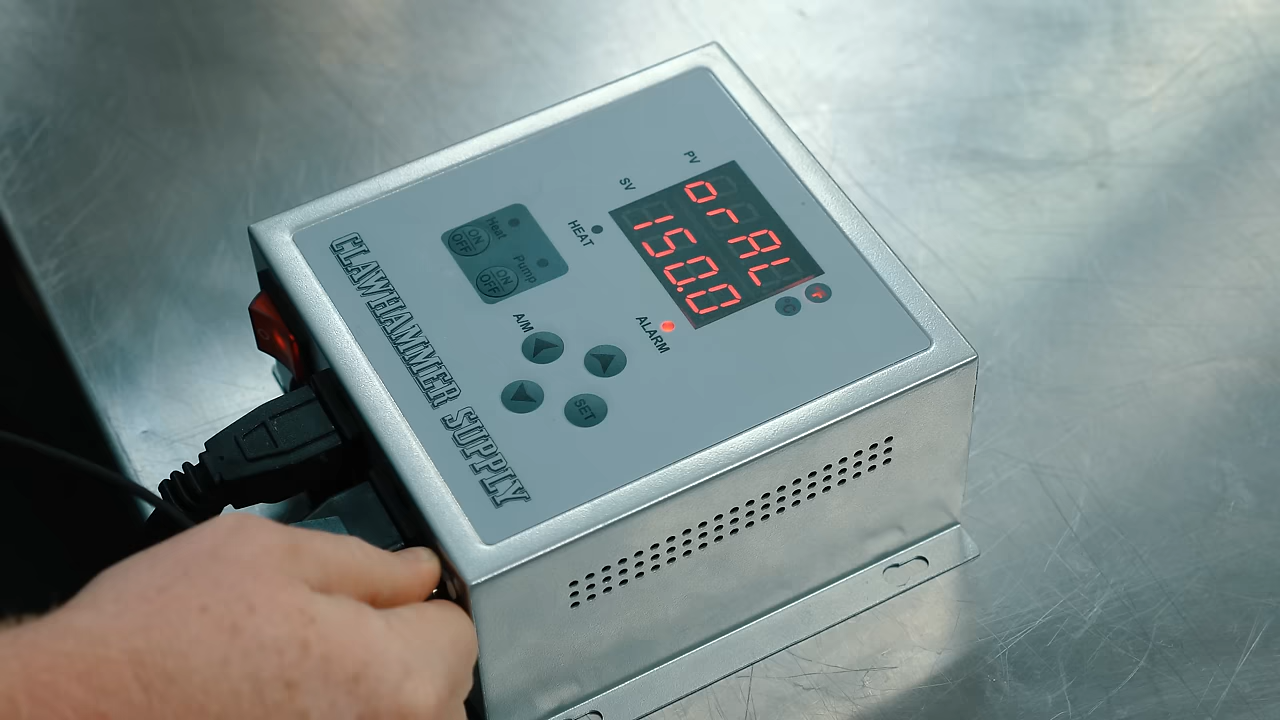 PV
orAL
SV
150.0
HEAT
ALARM
°F
°C
Heat
ON
OFF
Pump
ON
OFF
A/M
SET
CLAWHAMMER SUPPLY